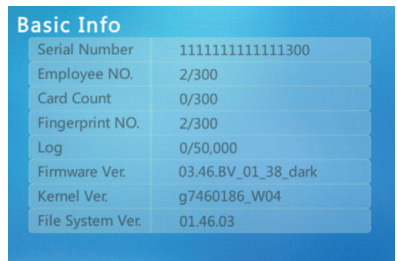 Basic Info
Serial Number 1111111111111300
Employee NO. 2/300
Card Count 0/300
Fingerprint NO. 2/300
Log 0/50,000
Firmware Ver. 03.46.BV_01_38_dark
Kernel Ver. g7460186_W04
File System Ver. 01.46.03